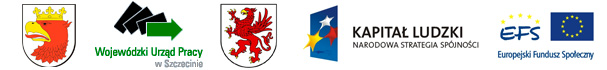 Wojewódzki Urząd Pracy
w Szczecinie
KAPITAŁ LUDZKI
NARODOWA STRATEGIA SPÓJNOŚCI
EFS
Europejski Fundusz Społeczny